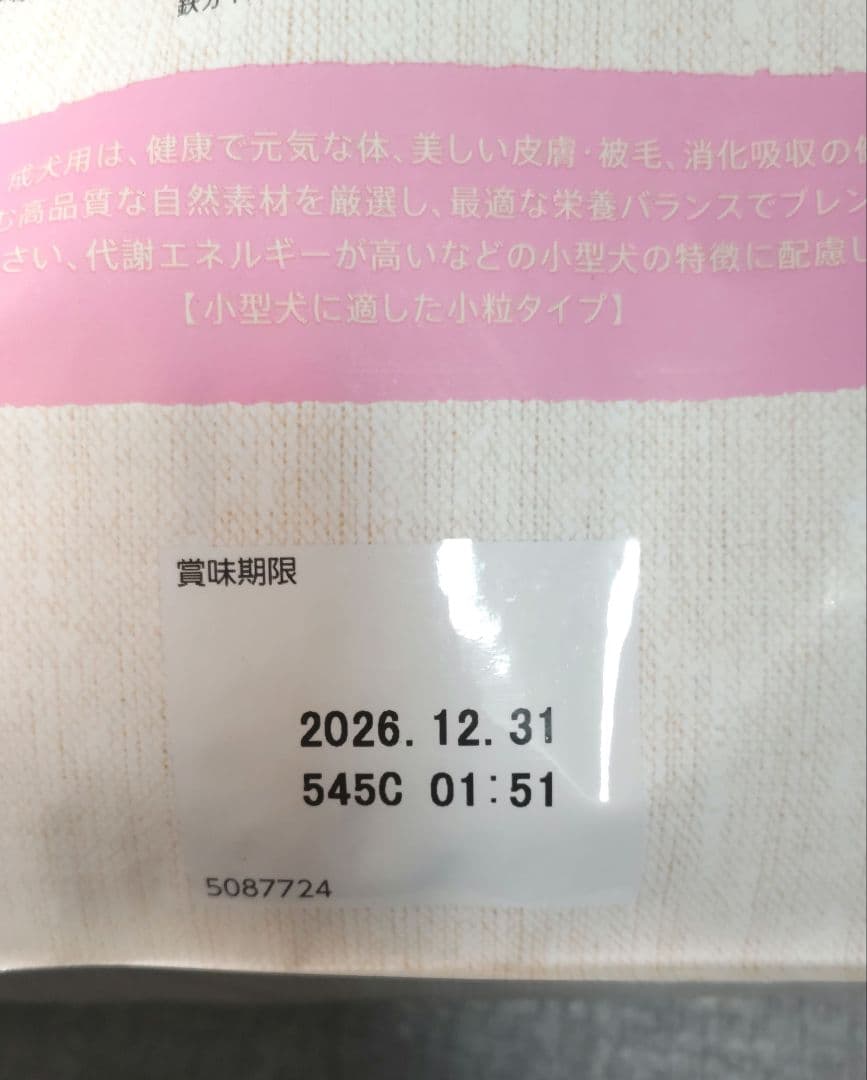 成犬用は、健康で元気な体、美しい皮膚・被毛、消化吸収の
む高品質な自然素材を厳選し、最適な栄養バランスでブレン
さい、代謝エネルギーが高いなどの小型犬の特徴に配慮し
【小型犬に適した小粒タイプ】
賞味期限
2026.12.31
545C 01:51
5087724